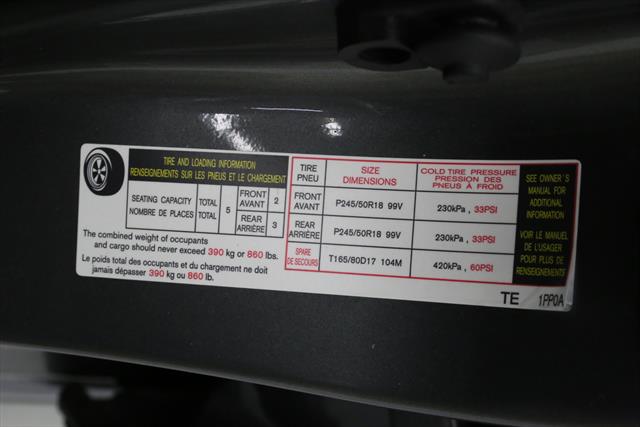 TIRE AND LOADING INFORMATION
RENSEIGNEMENTS SUR LES PNEUS ET LE CHARGEMENT
SEATING CAPACITY
NOMBRE DE PLACES
TOTAL
TOTAL
5
FRONT
AVANT
2
REAR
ARRIÈRE
3
The combined weight of occupants
and cargo should never exceed 390 kg or 860 lbs.
Le poids total des occupants et du chargement ne doit
jamais dépasser 390 kg ou 860 lb.
TIRE
PNEU
SIZE
DIMENSIONS
COLD TIRE PRESSURE
PRESSION DES
PNEUS À FROID
FRONT
AVANT
P245/50R18 99V
230kPa , 33PSI
REAR
ARRIÈRE
P245/50R18 99V
230kPa , 33PSI
SPARE
DE SECOURS
T165/80D17 104M
420kPa , 60PSI
SEE OWNER'S
MANUAL FOR
ADDITIONAL
INFORMATION
VOIR LE MANUEL
DE L'USAGER
POUR PLUS DE
RENSEIGNEMENTS
TE 1PP0A